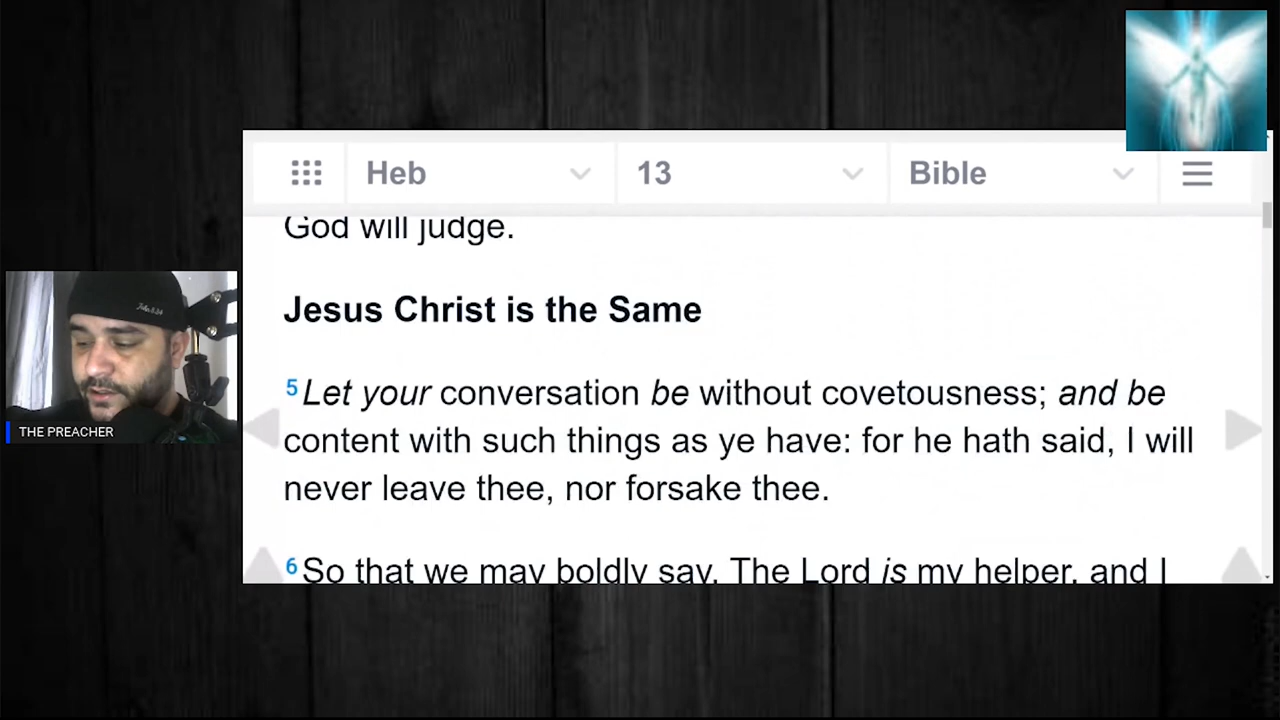 Heb 13 Bible
God will judge.
Jesus Christ is the Same
5 Let your conversation be without covetousness; and be
content with such things as ye have: for he hath said, I will
never leave thee, nor forsake thee.
THE PREACHER
6 So that we may boldly say, The Lord is my helper, and I